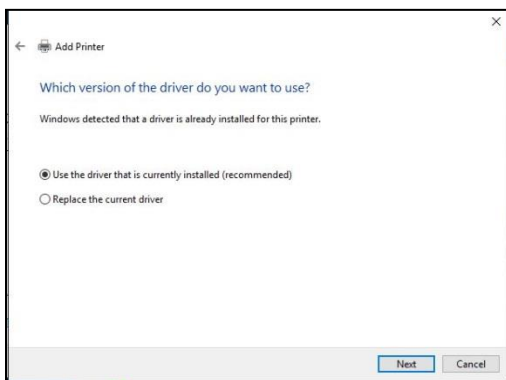 Add Printer
Which version of the driver do you want to use?
Windows detected that a driver is already installed for this printer.
Use the driver that is currently installed (recommended)
Replace the current driver
Next Cancel